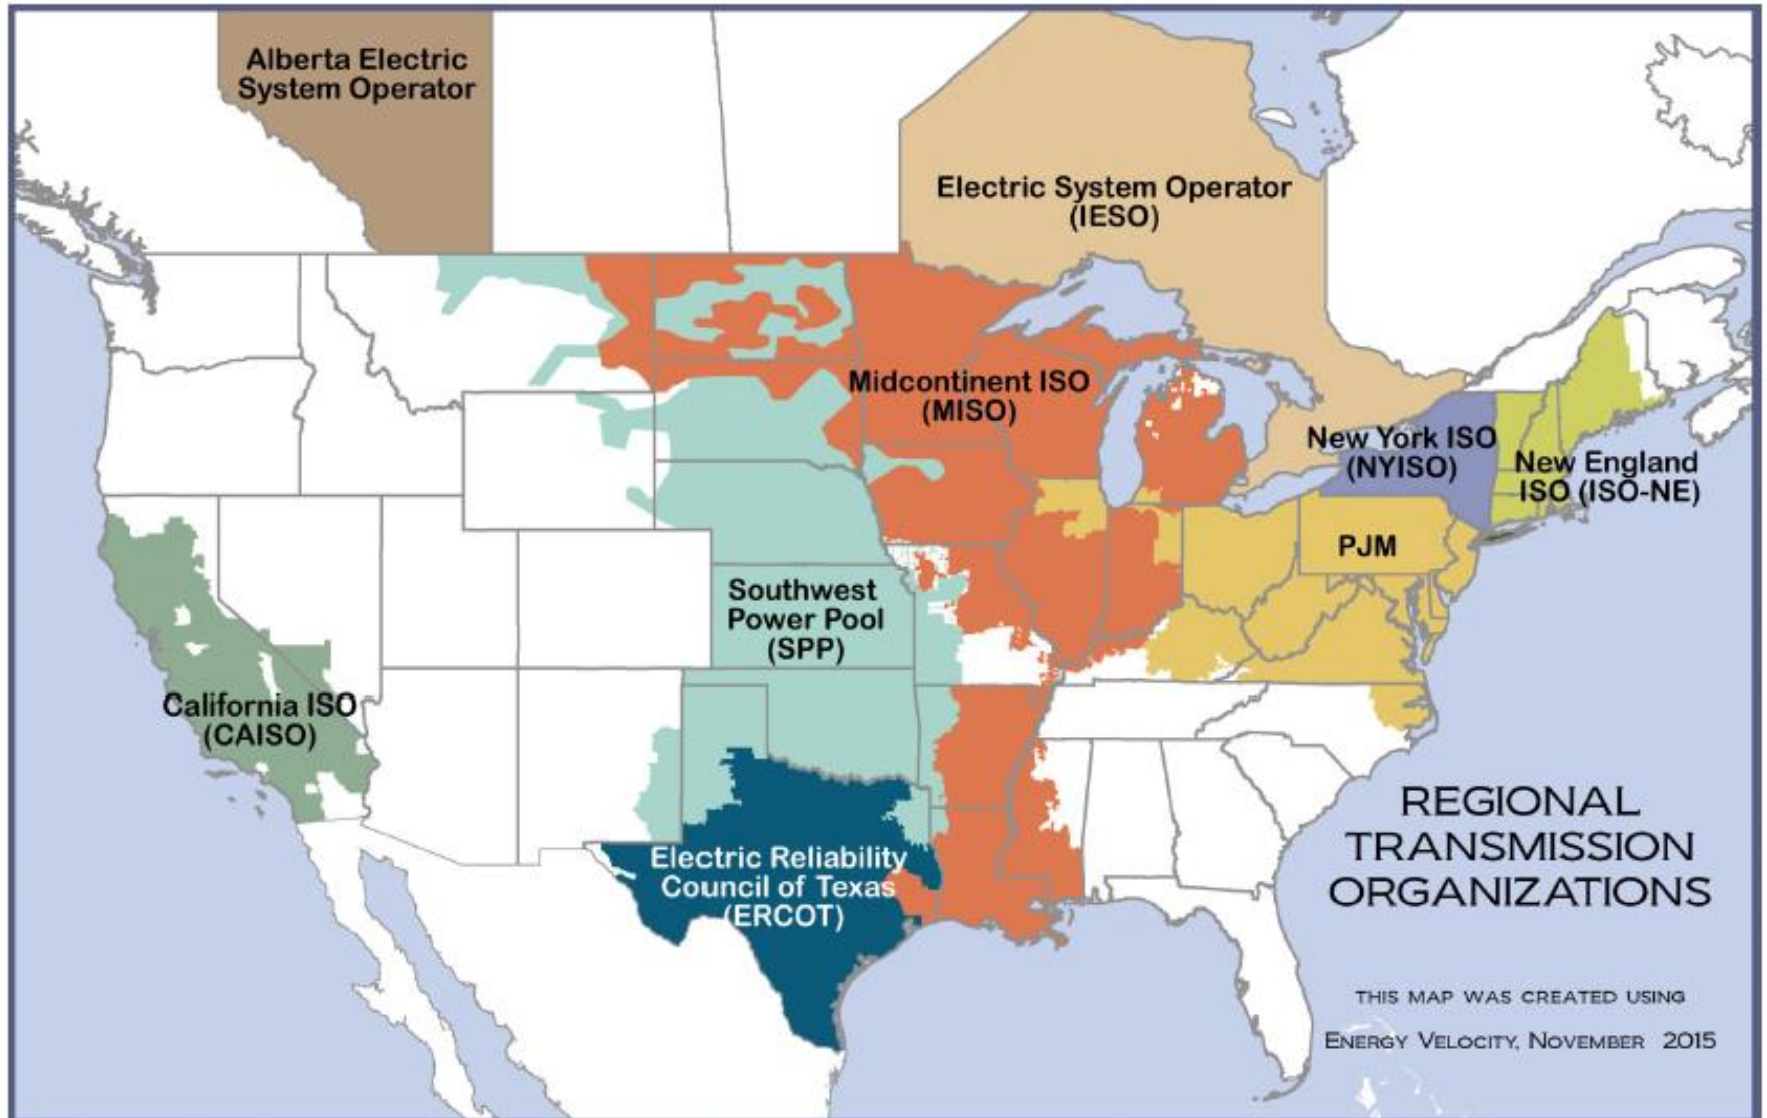 Alberta Electric
System Operator
Electric System Operator
(IESO)
Midcontinent ISO
(MISO)
New York ISO
(NYISO)
New England
ISO (ISO-NE)
PJM
Southwest
Power Pool
(SPP)
California ISO
(CAISO)
Electric Reliability
Council of Texas
(ERCOT)
REGIONAL
TRANSMISSION
ORGANIZATIONS
THIS MAP WAS CREATED USING
ENERGY VELOCITY, NOVEMBER 2015